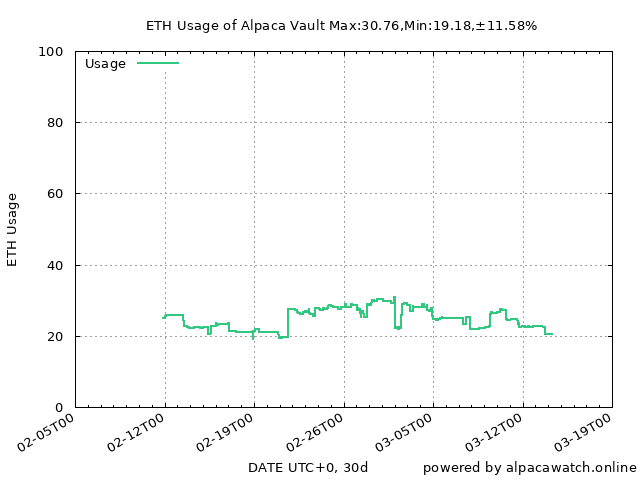 ETH Usage of Alpaca Vault Max:30.76,Min:19.18,±11.58%
100
Usage
80
60
ETH Usage
40
20
0
02-05T00 02-12T00 02-19T00 02-26T00 03-05T00 03-12T00 03-19T00
DATE UTC+0, 30d powered by alpacawatch.online